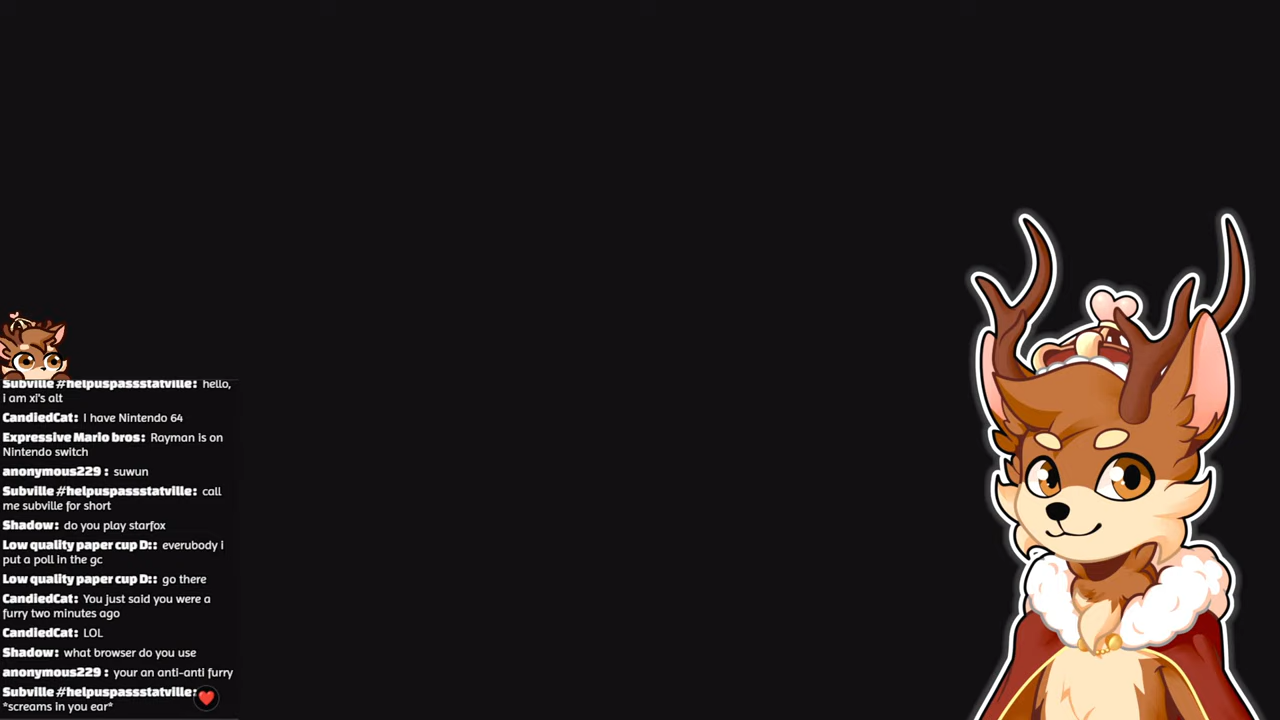 Subville #helpuspassstatville: hello,
i am xi's alt
CandiedCat: I have Nintendo 64
Expressive Mario bros: Rayman is on
Nintendo switch
anonymous229 : suwun
Subville #helpuspassstatville: call
me subville for short
Shadow: do you play starfox
Low quality paper cup D:: everubody i
put a poll in the gc
Low quality paper cup D:: go there
CandiedCat: You just said you were a
furry two minutes ago
CandiedCat: LOL
Shadow: what browser do you use
anonymous229 : your an anti-anti furry
Subville #helpuspassstatville:
*screams in you ear*